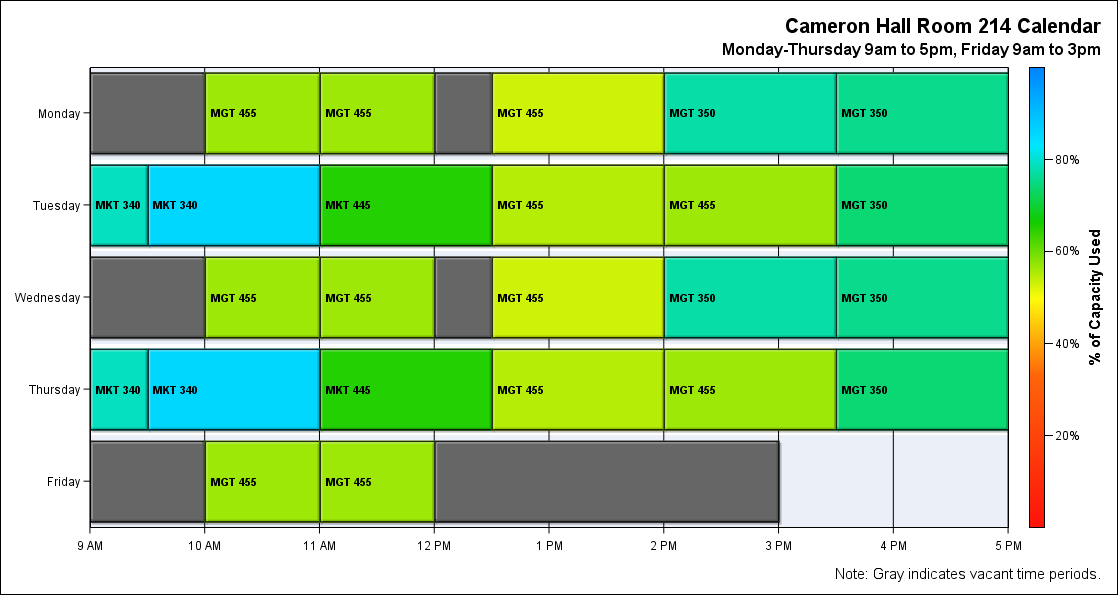 Cameron Hall Room 214 Calendar
Monday-Thursday 9am to 5pm, Friday 9am to 3pm
Monday
MGT 455
MGT 455
MGT 455
MGT 350
MGT 350
80%
Tuesday
MKT 340
MKT 340
MKT 445
MGT 455
MGT 455
MGT 350
60%
Wednesday
MGT 455
MGT 455
MGT 455
MGT 350
MGT 350
% of Capacity Used
40%
Thursday
MKT 340
MKT 340
MKT 445
MGT 455
MGT 455
MGT 350
20%
Friday
MGT 455
MGT 455
9 AM
10 AM
11 AM
12 PM
1 PM
2 PM
3 PM
4 PM
5 PM
Note: Gray indicates vacant time periods.